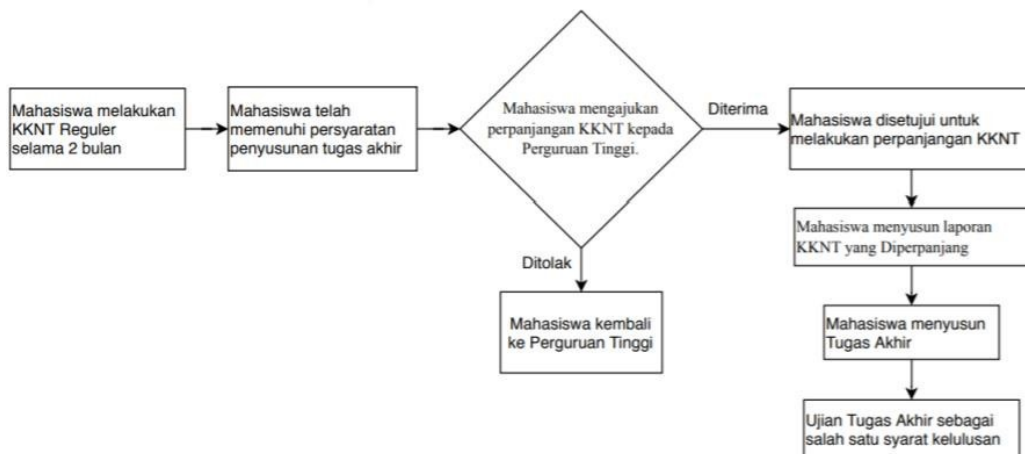 Mahasiswa melakukan
KKNT Reguler
selama 2 bulan
Mahasiswa telah
memenuhi persyaratan
penyusunan tugas akhir
Mahasiswa mengajukan
perpanjangan KKNT kepada
Perguruan Tinggi.
Diterima
Mahasiswa disetujui untuk
melakukan perpanjangan KKNT
Mahasiswa menyusun laporan
KKNT yang Diperpanjang
Ditolak
Mahasiswa kembali
ke Perguruan Tinggi
Mahasiswa menyusun
Tugas Akhir
Ujian Tugas Akhir sebagai
salah satu syarat kelulusan